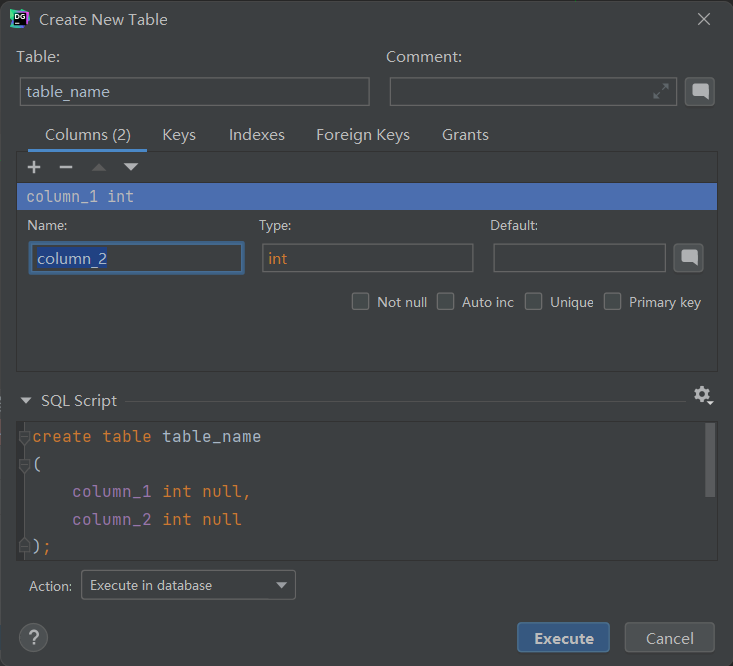 DG
Create New Table
Table:
Comment:
table_name
Columns (2) Keys Indexes Foreign Keys Grants
column_1 int
Name:
Type:
Default:
column_2
int
Not null
Auto inc
Unique
Primary key
SQL Script
create table table_name
(
column_1 int null,
column_2 int null
);
Action:
Execute in database
?
Execute
Cancel